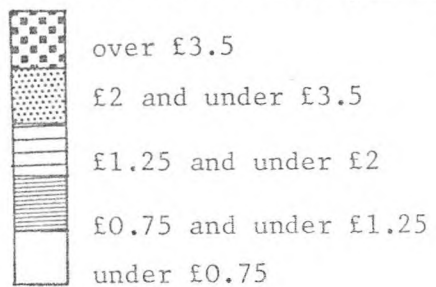 over £3.5
£2 and under £3.5
£1.25 and under £2
£0.75 and under £1.25
under £0.75